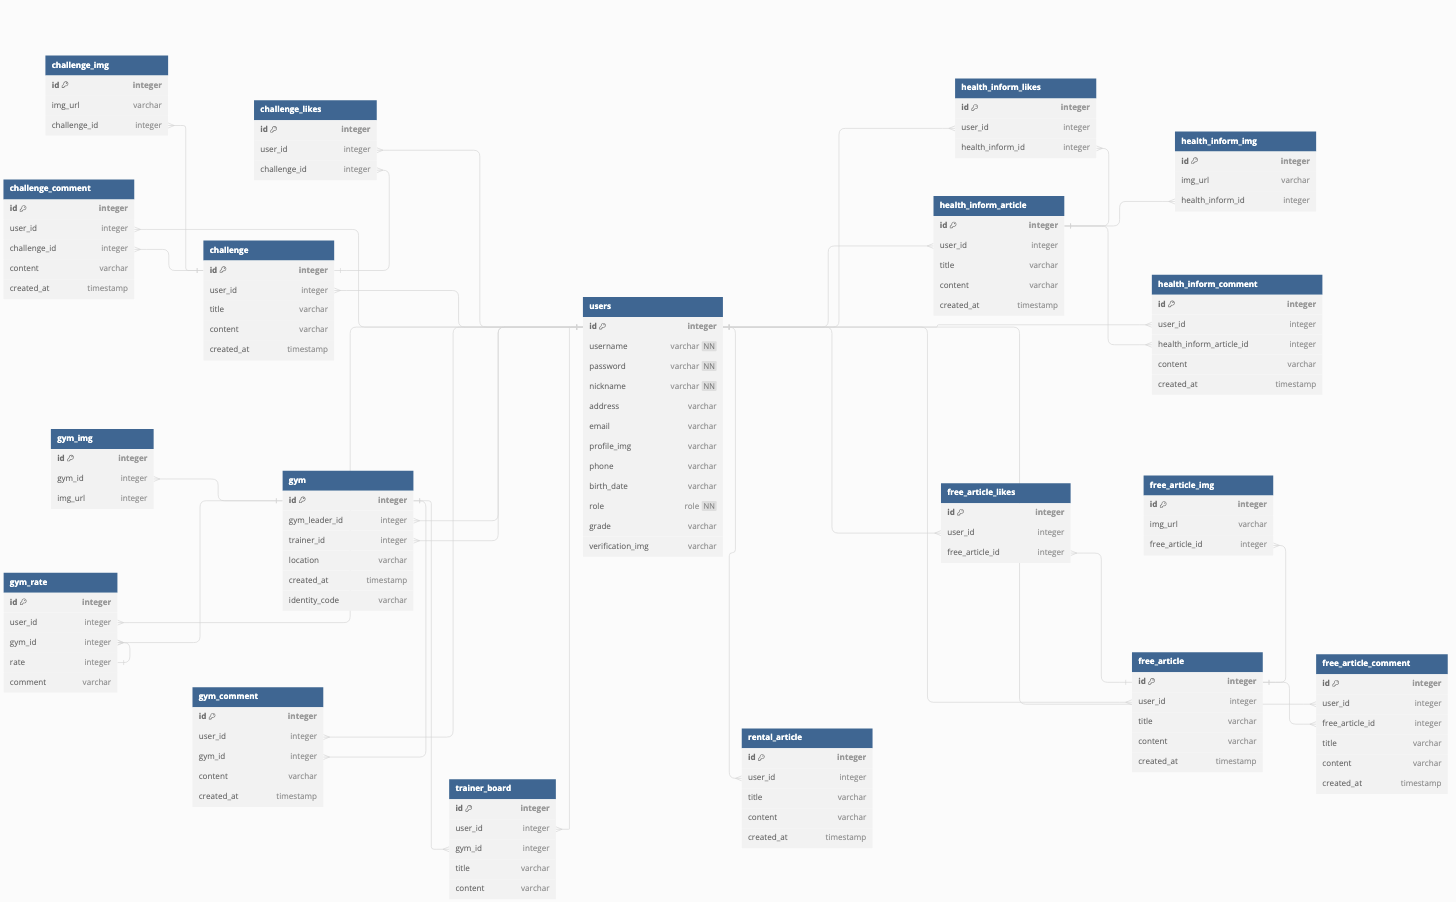 challenge_img
id integer
img_url varchar
challenge_id integer
challenge_likes
id integer
user_id integer
challenge_id integer
challenge_comment
id integer
user_id integer
challenge_id integer
content varchar
created_at timestamp
challenge
id integer
user_id integer
title varchar
content varchar
created_at timestamp
users
id integer
username varchar NN
password varchar NN
nickname varchar NN
address varchar
email varchar
profile_img varchar
phone varchar
birth_date varchar
role role NN
grade varchar
verification_img varchar
health_inform_likes
id integer
user_id integer
health_inform_id integer
health_inform_img
id integer
img_url varchar
health_inform_id integer
health_inform_article
id integer
user_id integer
title varchar
content varchar
created_at timestamp
health_inform_comment
id integer
user_id integer
health_inform_article_id integer
content varchar
created_at timestamp
gym_img
id integer
gym_id integer
img_url integer
gym
id integer
gym_leader_id integer
trainer_id integer
location varchar
created_at timestamp
identity_code varchar
gym_rate
id integer
user_id integer
gym_id integer
rate integer
comment varchar
gym_comment
id integer
user_id integer
gym_id integer
content varchar
created_at timestamp
trainer_board
id integer
user_id integer
gym_id integer
title varchar
content varchar
rental_article
id integer
user_id integer
title varchar
content varchar
created_at timestamp
free_article_likes
id integer
user_id integer
free_article_id integer
free_article_img
id integer
img_url varchar
free_article_id integer
free_article
id integer
user_id integer
title varchar
content varchar
created_at timestamp
free_article_comment
id integer
user_id integer
free_article_id integer
title varchar
content varchar
created_at timestamp